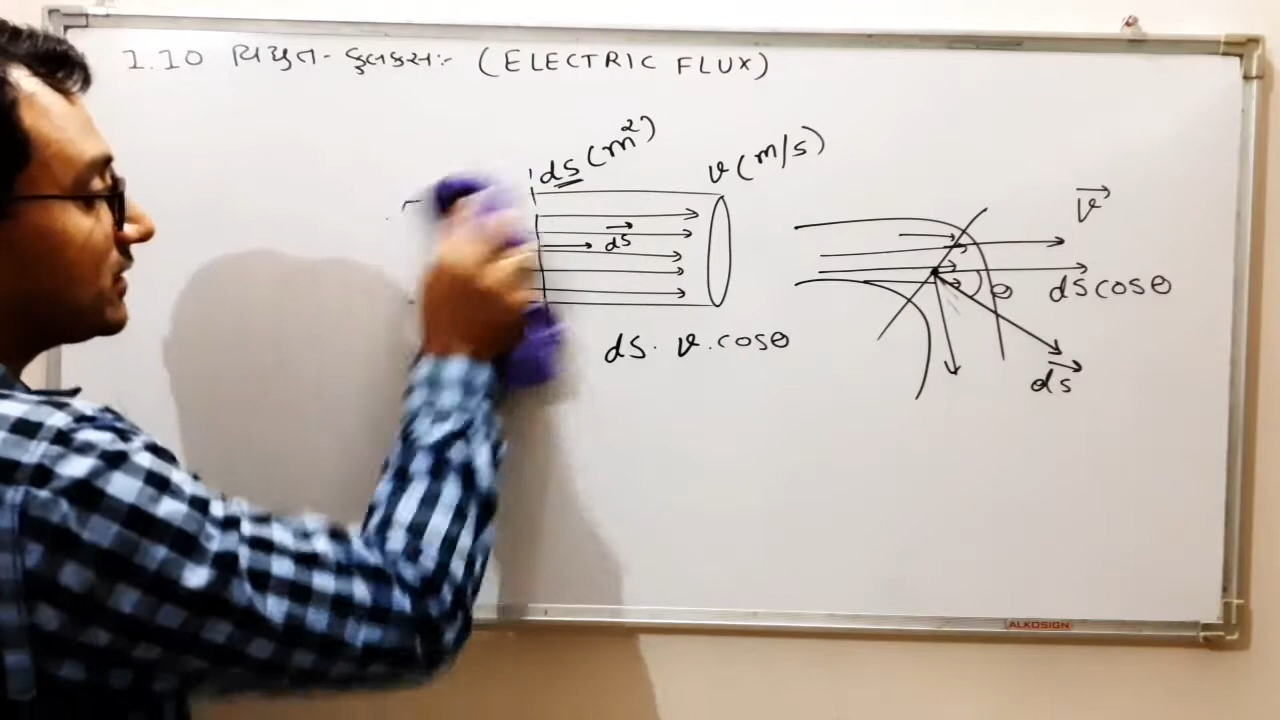 1.10 વિદ્યુત-ફ્લક્સઃ- (ELECTRIC FLUX)
ds (m²)
v (m/s)
ds
v
θ
ds cosθ
ds. v. cosθ
ds
ALKOSIGN